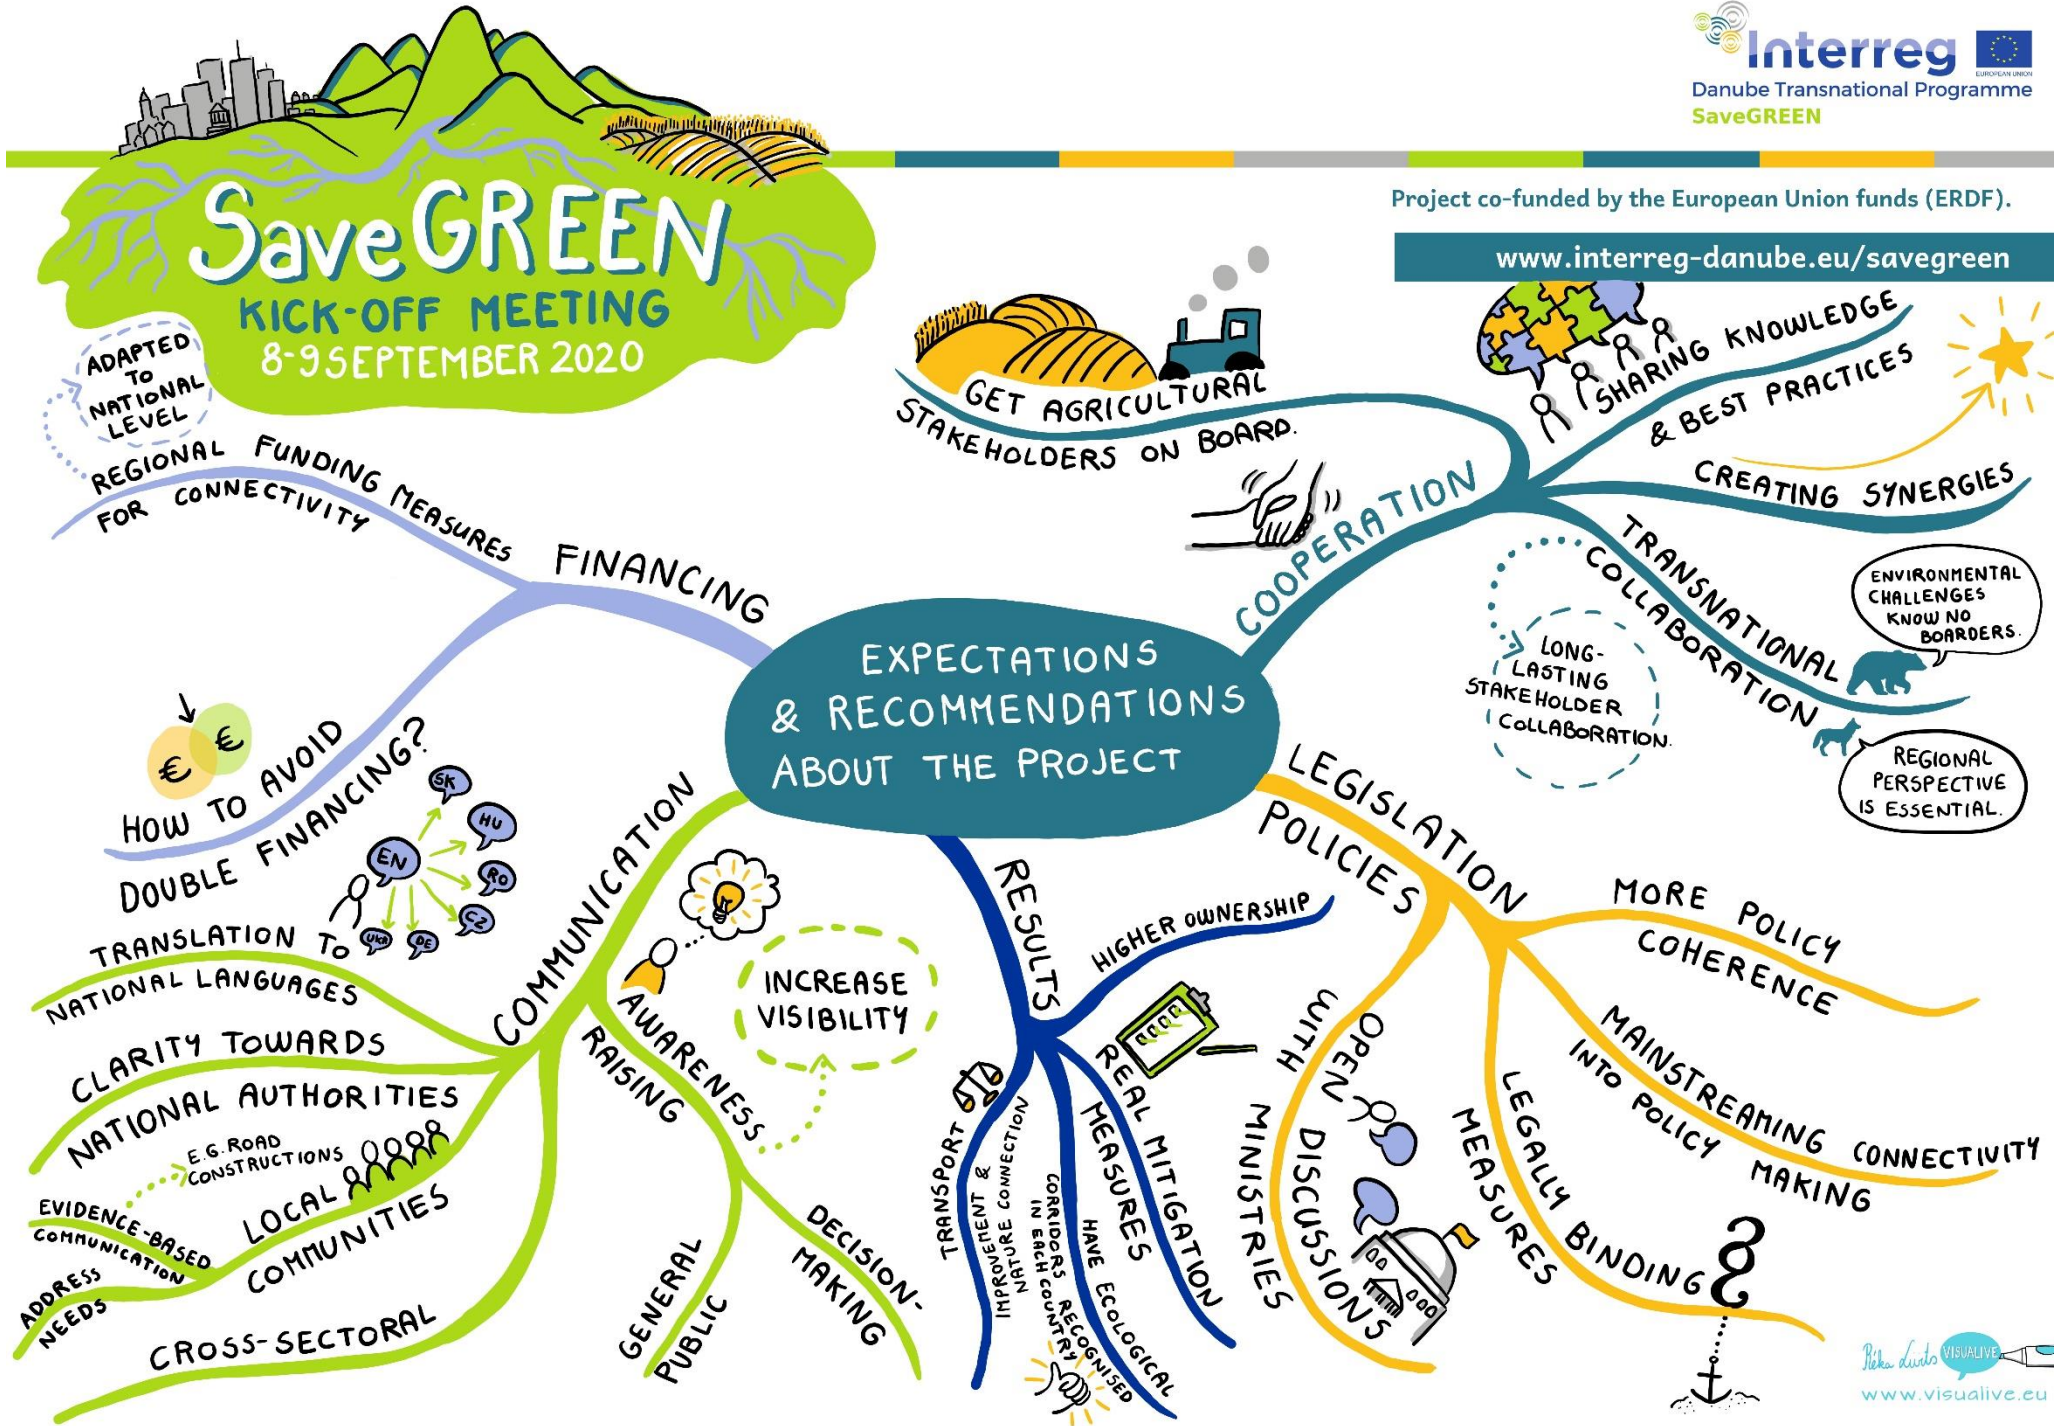 Interreg
EUROPEAN UNION
Danube Transnational Programme
SaveGREEN
Project co-funded by the European Union funds (ERDF).
www.interreg-danube.eu/savegreen
SaveGREEN
KICK-OFF MEETING
8-9 SEPTEMBER 2020
EXPECTATIONS
& RECOMMENDATIONS
ABOUT THE PROJECT
FINANCING
ADAPTED
TO
NATIONAL
LEVEL
REGIONAL FUNDING MEASURES
FOR CONNECTIVITY
€
€
HOW TO AVOID
DOUBLE FINANCING?
COOPERATION
GET AGRICULTURAL
STAKEHOLDERS ON BOARD.
SHARING KNOWLEDGE
& BEST PRACTICES
CREATING SYNERGIES
TRANSNATIONAL
COLLABORATION
LONG-
LASTING
STAKEHOLDER
COLLABORATION.
ENVIRONMENTAL
CHALLENGES
KNOW NO
BOARDERS.
REGIONAL
PERSPECTIVE
IS ESSENTIAL.
COMMUNICATION
EN
SK
HU
RO
CZ
DE
UKR
TRANSLATION TO
NATIONAL LANGUAGES
CLARITY TOWARDS
NATIONAL AUTHORITIES
LOCAL
COMMUNITIES
E.G. ROAD
CONSTRUCTIONS
EVIDENCE-BASED
COMMUNICATION
ADDRESS
NEEDS
CROSS-SECTORAL
AWARENESS
RAISING
INCREASE
VISIBILITY
GENERAL
PUBLIC
DECISION-
MAKING
RESULTS
HIGHER OWNERSHIP
REAL MITIGATION
MEASURES
HAVE ECOLOGICAL
CORRIDORS RECOGNISED
IN EACH COUNTRY
TRANSPORT
IMPROVEMENT &
NATURE CONNECTION
LEGISLATION
POLICIES
MORE POLICY
COHERENCE
MAINSTREAMING CONNECTIVITY
INTO POLICY MAKING
LEGALLY BINDING
MEASURES
OPEN DISCUSSIONS
WITH MINISTRIES
Réka Livits
VISUALIVE
www.visualive.eu